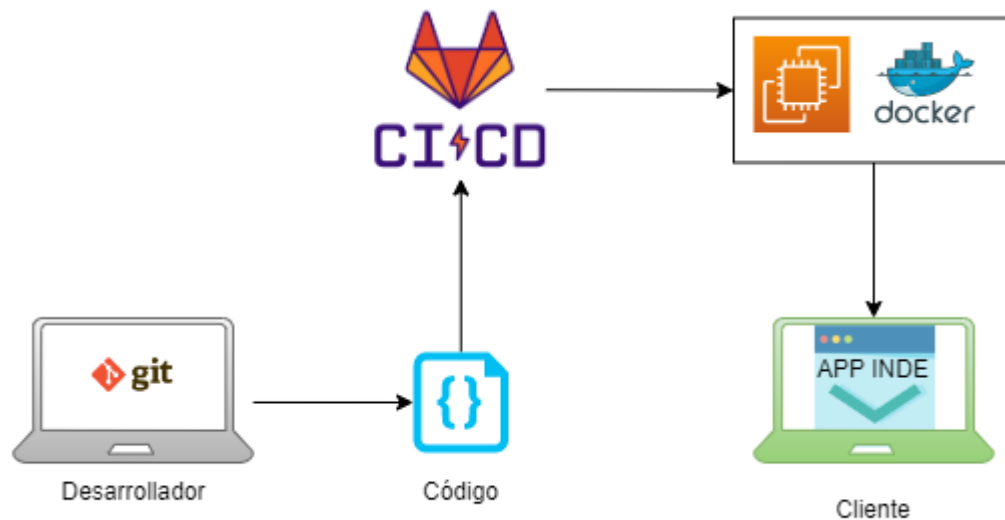 CI CD
docker
git
APP INDE
Desarrollador
Código
Cliente